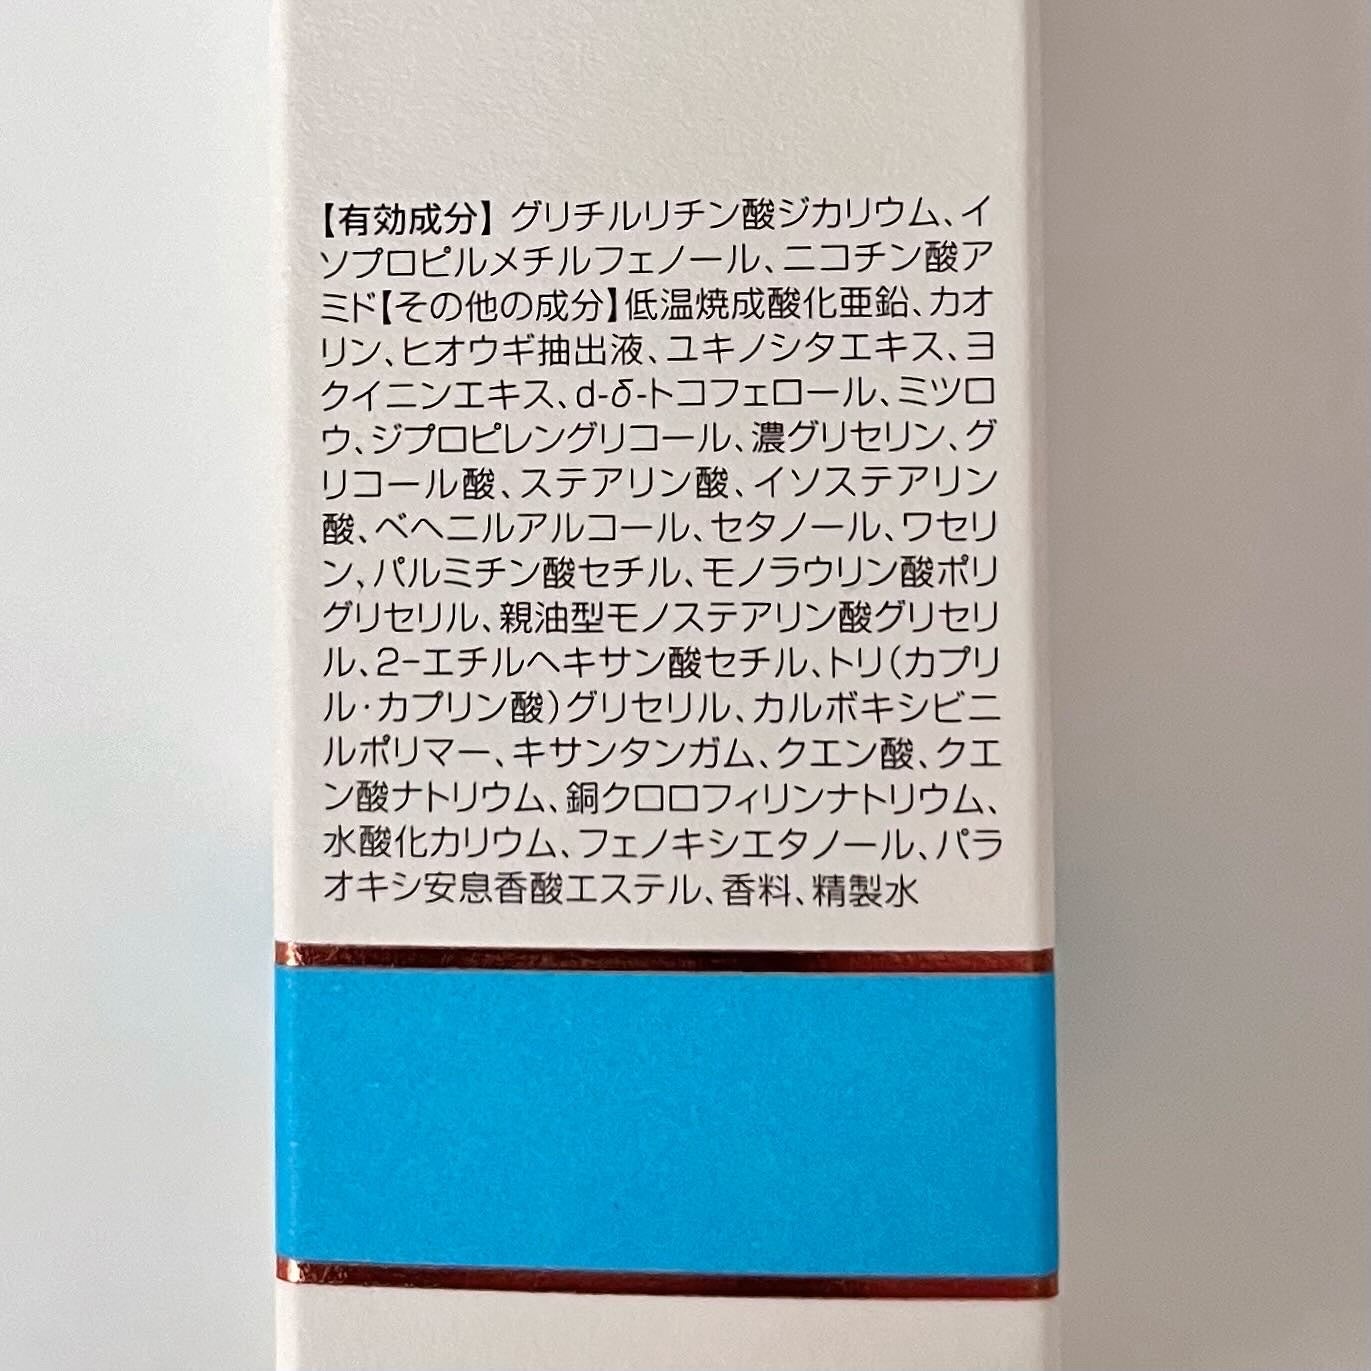 【有効成分】グリチルリチン酸ジカリウム、イ
ソプロピルメチルフェノール、ニコチン酸ア
ミド【その他の成分】低温焼成酸化亜鉛、カオ
リン、ヒオウギ抽出液、ユキノシタエキス、ヨ
クイニンエキス、d-δ-トコフェロール、ミツロ
ウ、ジプロピレングリコール、濃グリセリン、グ
リコール酸、ステアリン酸、イソステアリン
酸、ベヘニルアルコール、セタノール、ワセリ
ン、パルミチン酸セチル、モノラウリン酸ポリ
グリセリル、親油型モノステアリン酸グリセリ
ル、2-エチルヘキサン酸セチル、トリ(カプリ
ル・カプリン酸)グリセリル、カルボキシビニ
ルポリマー、キサンタンガム、クエン酸、クエ
ン酸ナトリウム、銅クロロフィリンナトリウム、
水酸化カリウム、フェノキシエタノール、パラ
オキシ安息香酸エステル、香料、精製水